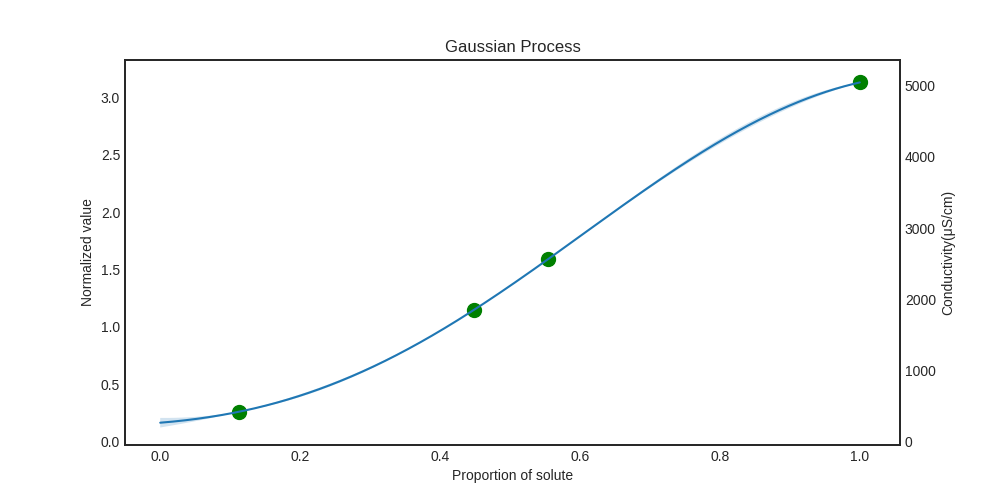 Gaussian Process
Normalized value
3.0
2.5
2.0
1.5
1.0
0.5
0.0
5000
4000
3000
2000
1000
0
Conductivity(μS/cm)
0.0 0.2 0.4 0.6 0.8 1.0
Proportion of solute